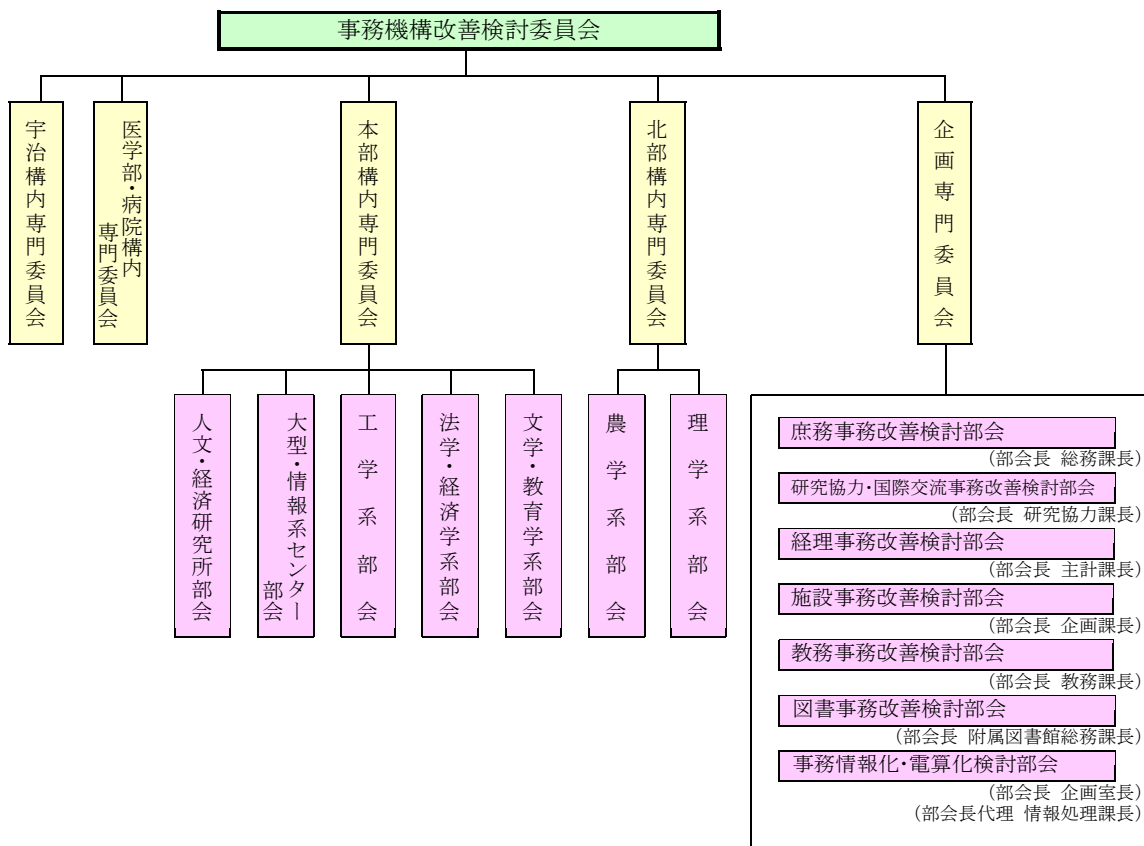 事務機構改善検討委員会
宇治構内専門委員会
医学部・病院構内
専門委員会
本部構内専門委員会
北部構内専門委員会
企画専門委員会
人文・経済研究所部会
大型・情報系センター
部会
工学系部会
法学・経済学系部会
文学・教育学系部会
農学系部会
理学系部会
庶務事務改善検討部会
(部会長 総務課長)
研究協力・国際交流事務改善検討部会
(部会長 研究協力課長)
経理事務改善検討部会
(部会長 主計課長)
施設事務改善検討部会
(部会長 企画課長)
教務事務改善検討部会
(部会長 教務課長)
図書事務改善検討部会
(部会長 附属図書館総務課長)
事務情報化・電算化検討部会
(部会長 企画室長)
(部会長代理 情報処理課長)